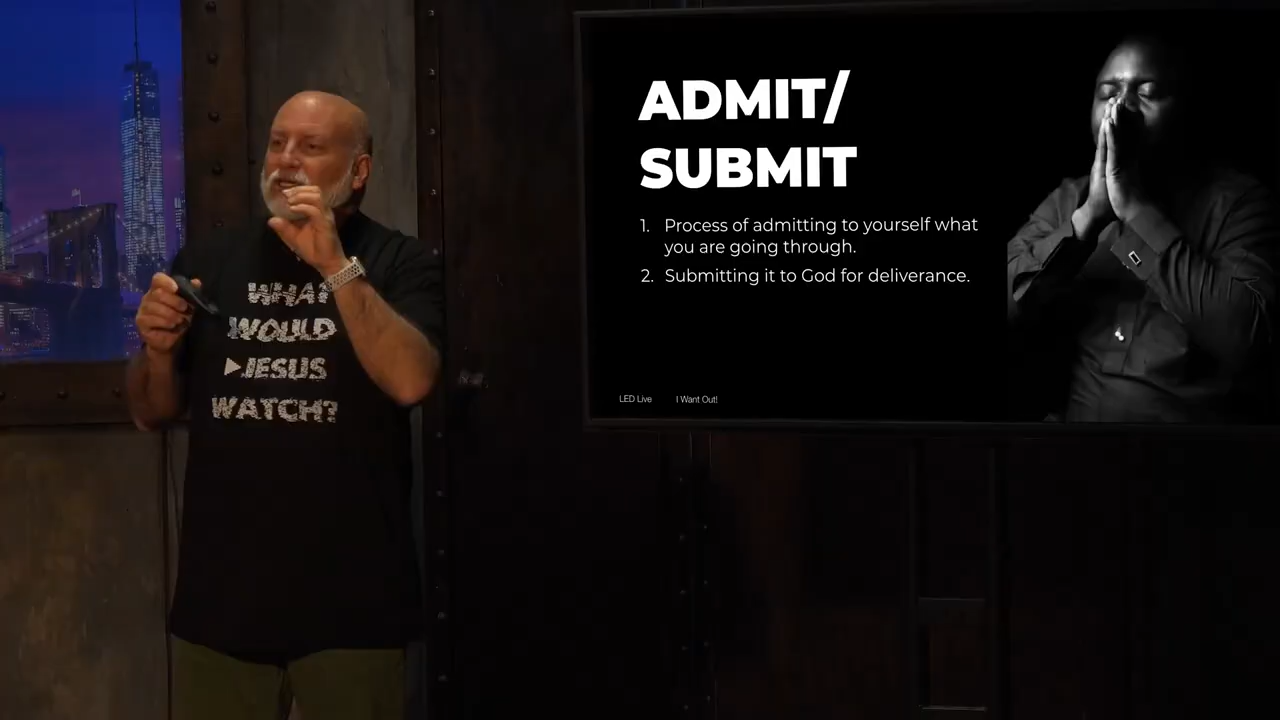 WHAT
WOULD
JESUS
WATCH?
ADMIT/
SUBMIT
1. Process of admitting to yourself what
you are going through.
2. Submitting it to God for deliverance.
LED Live I Want Out!